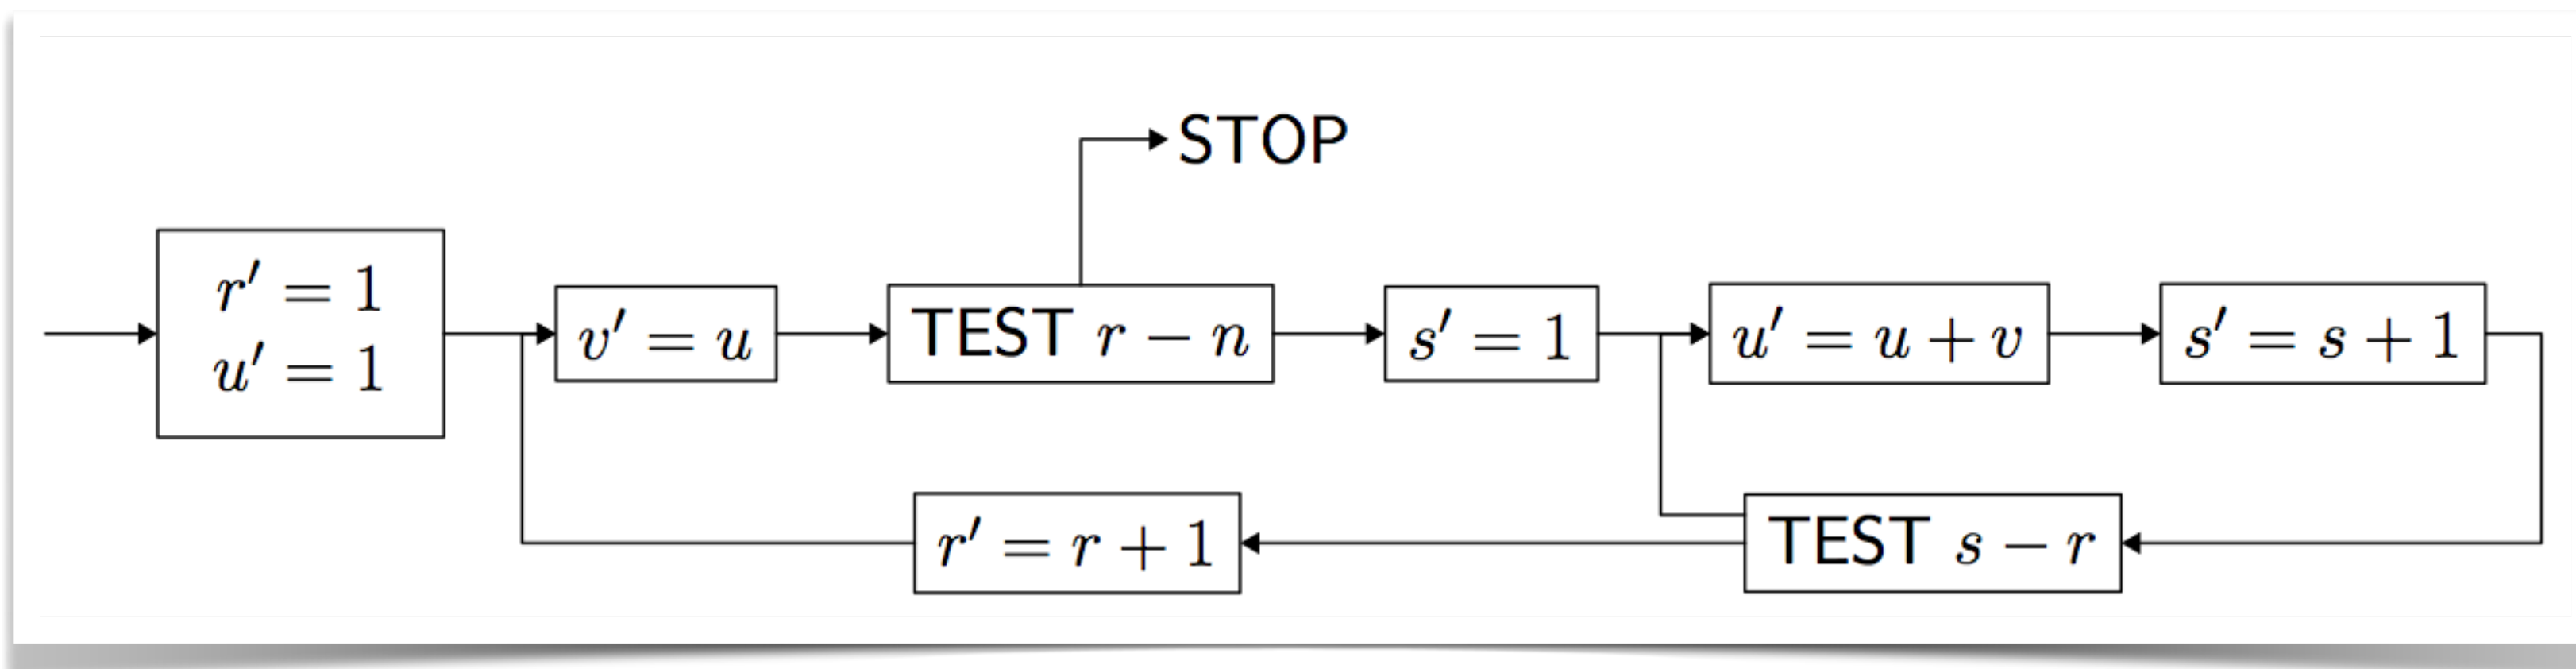 STOP
r′ = 1
u′ = 1
v′ = u
TEST r − n
s′ = 1
u′ = u + v
s′ = s + 1
r′ = r + 1
TEST s − r